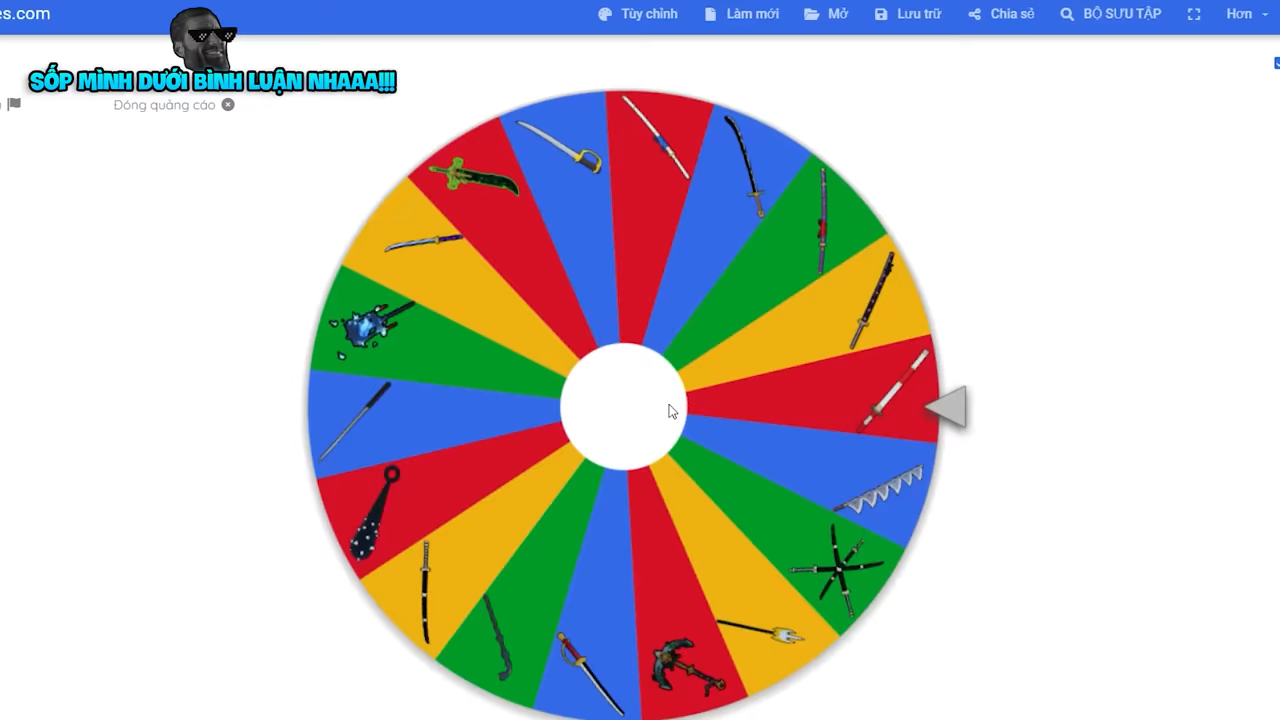 es.com
Tùy chỉnh
Làm mới
Mở
Lưu trữ
Chia sẻ
BỘ SƯU TẬP
Hơn
SỐP MÌNH DƯỚI BÌNH LUẬN NHAAA!!!
Đóng quảng cáo